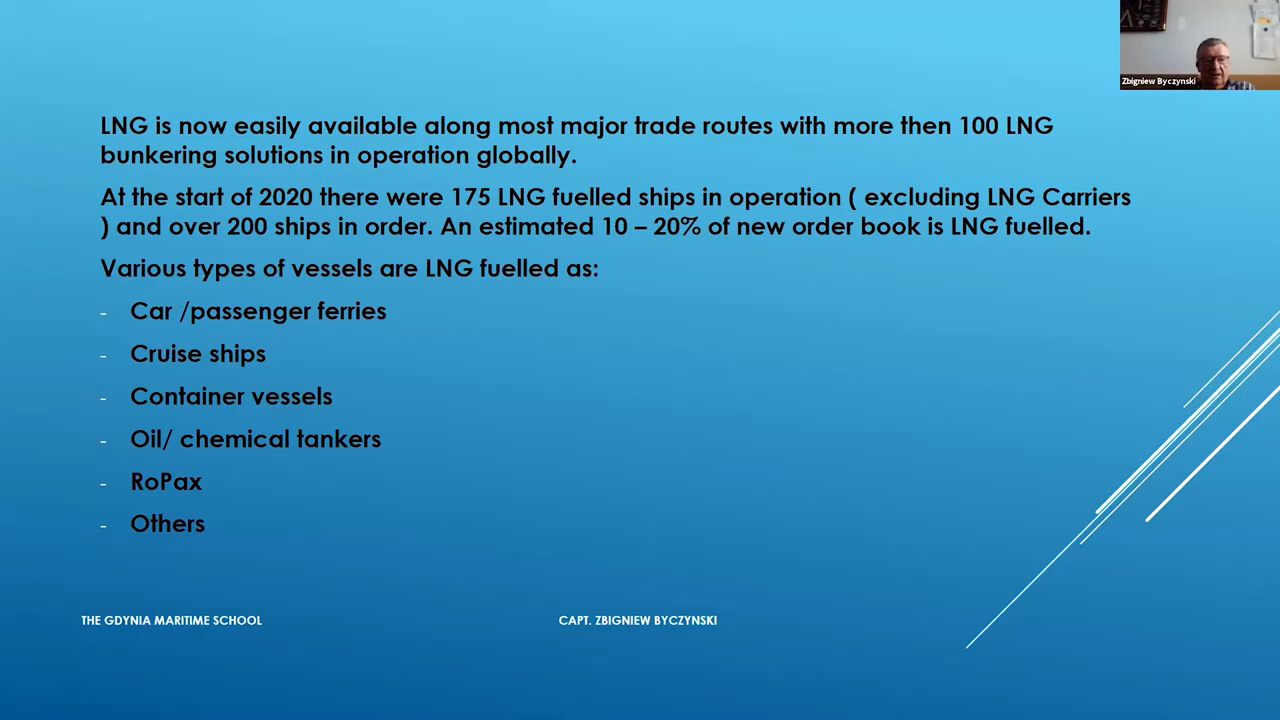 Zbigniew Byczynski
LNG is now easily available along most major trade routes with more then 100 LNG
bunkering solutions in operation globally.
At the start of 2020 there were 175 LNG fuelled ships in operation ( excluding LNG Carriers
) and over 200 ships in order. An estimated 10 – 20% of new order book is LNG fuelled.
Various types of vessels are LNG fuelled as:
- Car /passenger ferries
- Cruise ships
- Container vessels
- Oil/ chemical tankers
- RoPax
- Others
THE GDYNIA MARITIME SCHOOL
CAPT. ZBIGNIEW BYCZYNSKI